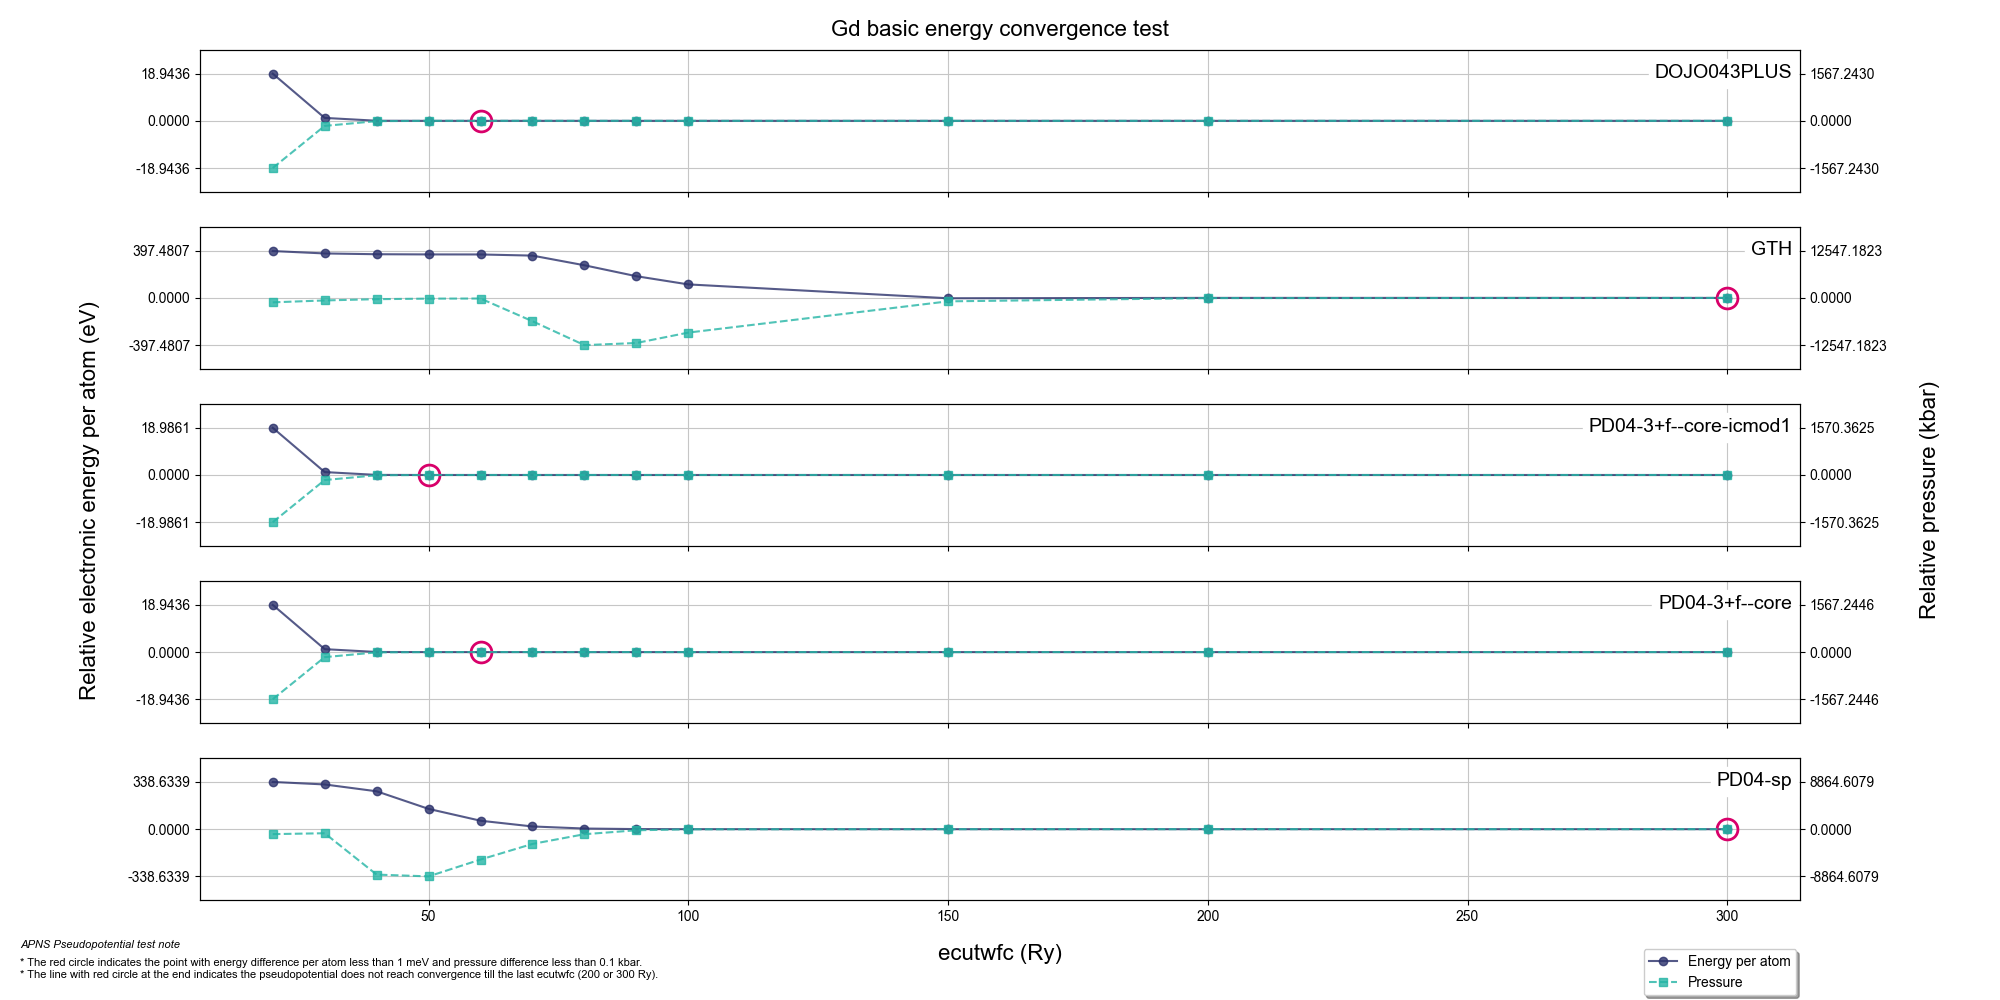 Gd basic energy convergence test
DOJO043PLUS
18.9436
0.0000
-18.9436
1567.2430
0.0000
-1567.2430
GTH
397.4807
0.0000
-397.4807
12547.1823
0.0000
-12547.1823
PD04-3+f--core-icmod1
18.9861
0.0000
-18.9861
1570.3625
0.0000
-1570.3625
PD04-3+f--core
18.9436
0.0000
-18.9436
1567.2446
0.0000
-1567.2446
PD04-sp
338.6339
0.0000
-338.6339
8864.6079
0.0000
-8864.6079
Relative electronic energy per atom (eV)
Relative pressure (kbar)
50 100 150 200 250 300
ecutwfc (Ry)
APNS Pseudopotential test note
* The red circle indicates the point with energy difference per atom less than 1 meV and pressure difference less than 0.1 kbar.
* The line with red circle at the end indicates the pseudopotential does not reach convergence till the last ecutwfc (200 or 300 Ry).
Energy per atom
Pressure